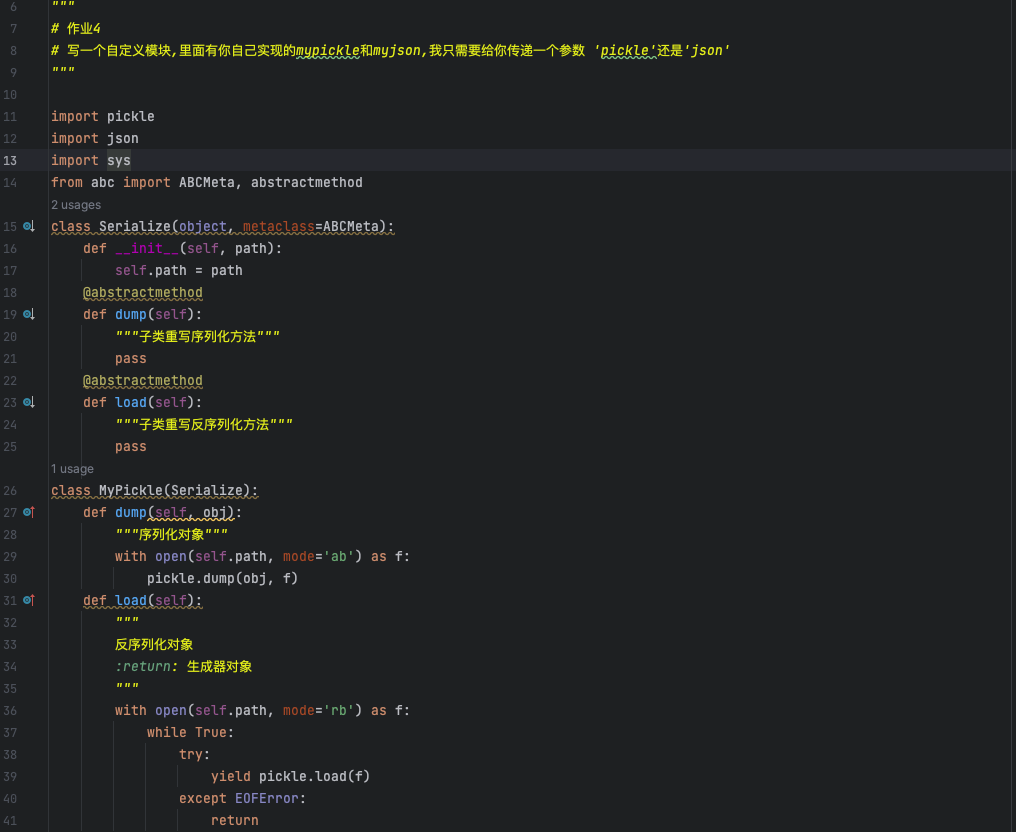 6 """
7 # 作业4
8 # 写一个自定义模块,里面有你自己实现的mypickle和myjson,我只需要给你传递一个参数 'pickle'还是'json'
9 """
10
11 import pickle
12 import json
13 import sys
14 from abc import ABCMeta, abstractmethod
2 usages
15 class Serialize(object, metaclass=ABCMeta):
16 def __init__(self, path):
17 self.path = path
18 @abstractmethod
19 def dump(self):
20 """子类重写序列化方法"""
21 pass
22 @abstractmethod
23 def load(self):
24 """子类重写反序列化方法"""
25 pass
1 usage
26 class MyPickle(Serialize):
27 def dump(self, obj):
28 """序列化对象"""
29 with open(self.path, mode='ab') as f:
30 pickle.dump(obj, f)
31 def load(self):
32 """
33 反序列化对象
34 :return: 生成器对象
35 """
36 with open(self.path, mode='rb') as f:
37 while True:
38 try:
39 yield pickle.load(f)
40 except EOFError:
41 return